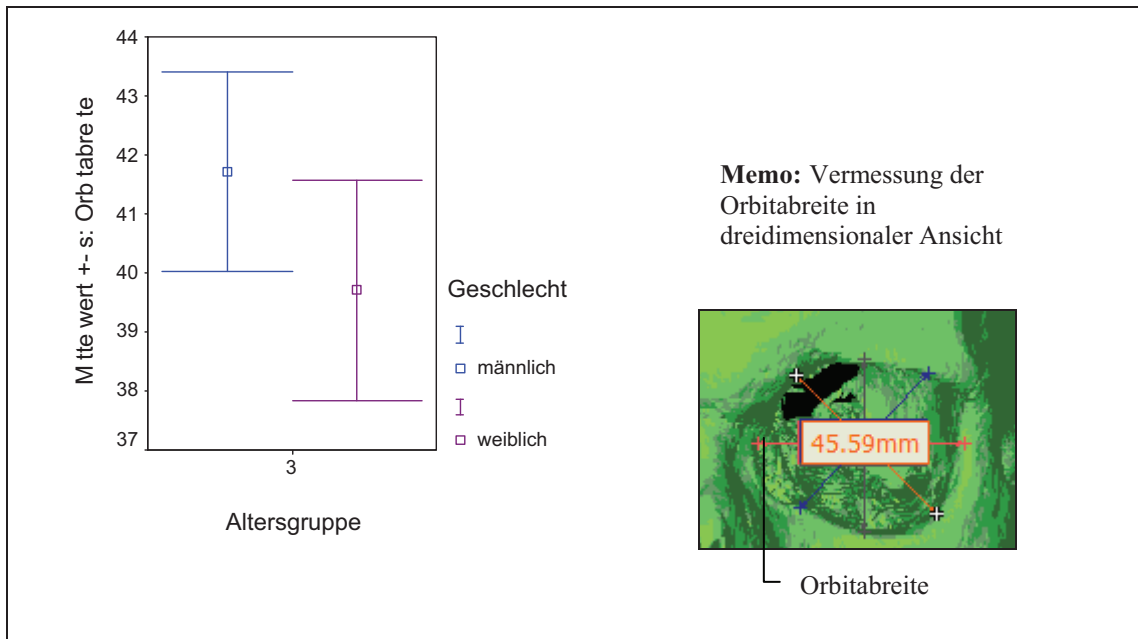 44
43
42
41
40
39
38
37
M tte wert +- s: Orb tabre te
3
Altersgruppe
Geschlecht
männlich
weiblich
Memo: Vermessung der
Orbitabreite in
dreidimensionaler Ansicht
45.59mm
Orbitabreite